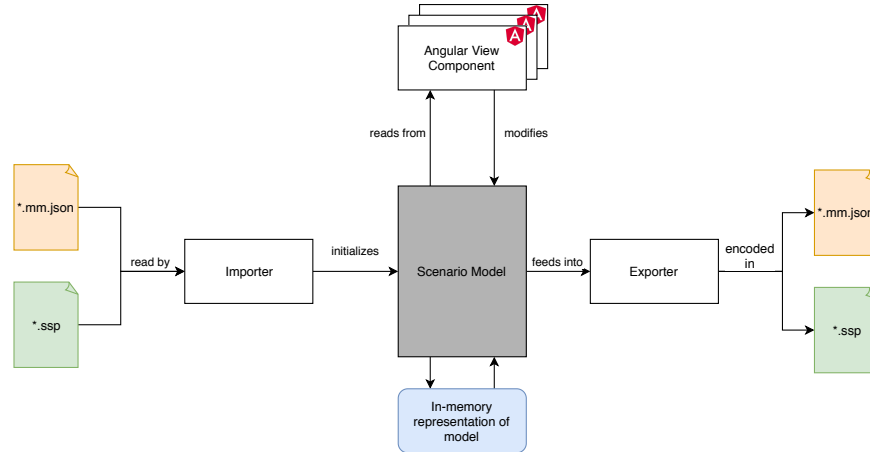 Angular View
Component
reads from
modifies
*.mm.json
*.mm.json
read by
Importer
initializes
Scenario Model
feeds into
Exporter
encoded
in
*.ssp
*.ssp
In-memory
representation of
model